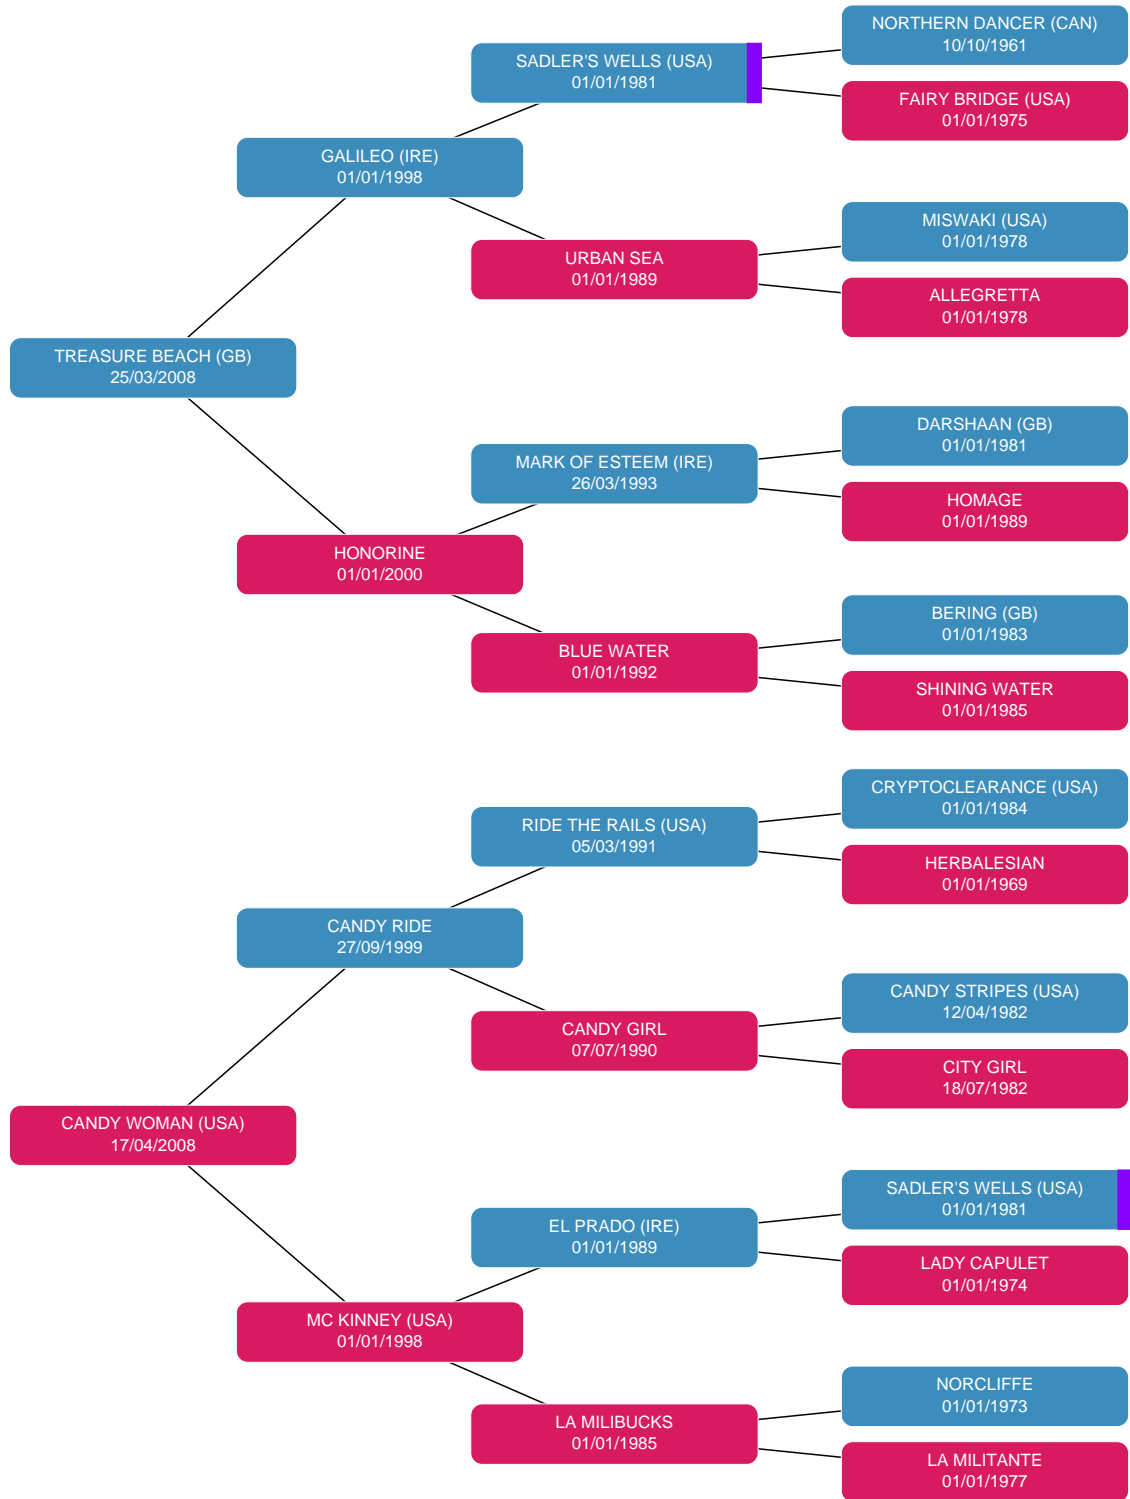 NORTHERN DANCER (CAN)
10/10/1961
SADLER'S WELLS (USA)
01/01/1981
FAIRY BRIDGE (USA)
01/01/1975
GALILEO (IRE)
01/01/1998
MISWAKI (USA)
01/01/1978
URBAN SEA
01/01/1989
ALLEGRETTA
01/01/1978
TREASURE BEACH (GB)
25/03/2008
DARSHAAN (GB)
01/01/1981
MARK OF ESTEEM (IRE)
26/03/1993
HOMAGE
01/01/1989
HONORINE
01/01/2000
BERING (GB)
01/01/1983
BLUE WATER
01/01/1992
SHINING WATER
01/01/1985
CRYPTOCLEARANCE (USA)
01/01/1984
RIDE THE RAILS (USA)
05/03/1991
HERBALESIAN
01/01/1969
CANDY RIDE
27/09/1999
CANDY STRIPES (USA)
12/04/1982
CANDY GIRL
07/07/1990
CITY GIRL
18/07/1982
CANDY WOMAN (USA)
17/04/2008
SADLER'S WELLS (USA)
01/01/1981
EL PRADO (IRE)
01/01/1989
LADY CAPULET
01/01/1974
MC KINNEY (USA)
01/01/1998
NORCLIFFE
01/01/1973
LA MILIBUCKS
01/01/1985
LA MILITANTE
01/01/1977